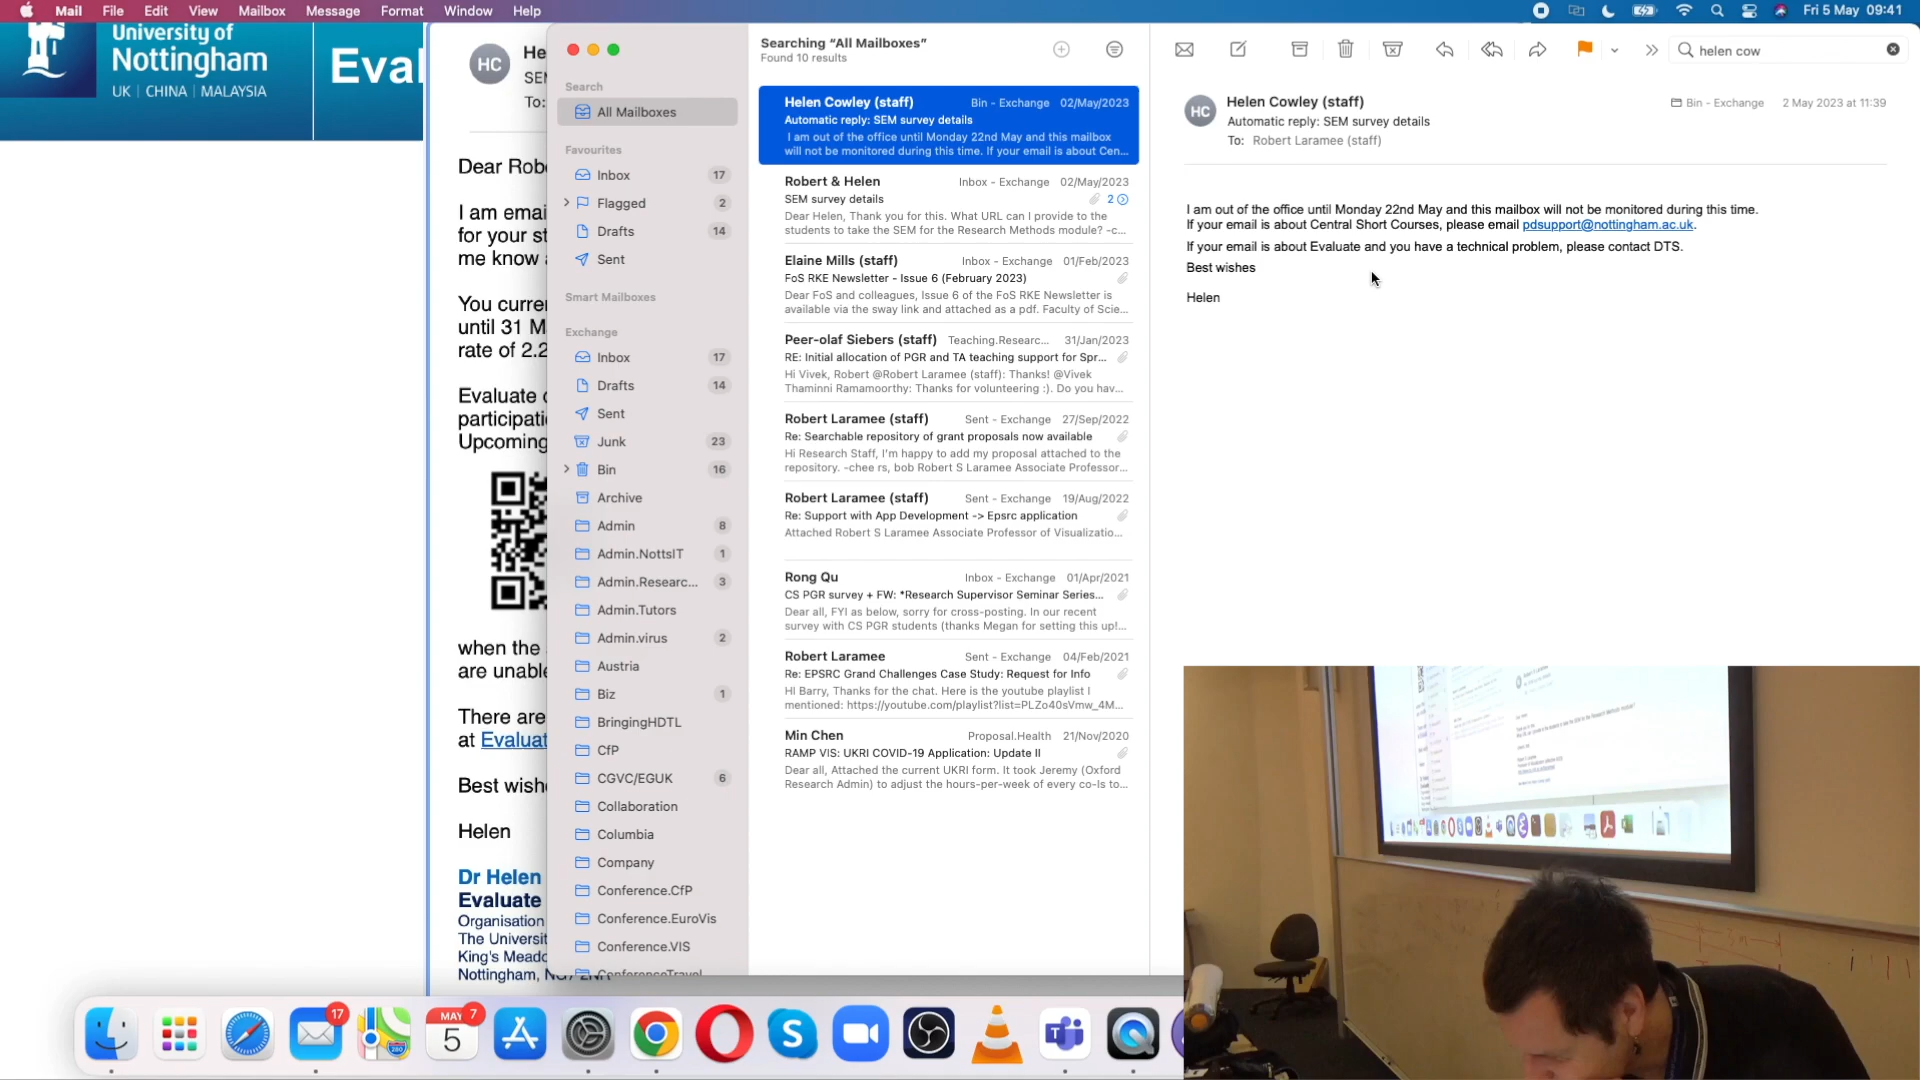 Mail File Edit View Mailbox Message Format Window Help
Fri 5 May 09:41
University of
Nottingham
UK | CHINA | MALAYSIA
Eval
HC
He
SEM
To:
Dear Robe
I am emai
for your st
me know a
You curre
until 31 M
rate of 2.2
Evaluate
participati
Upcoming
when the
are unable
There are
at Evaluat
Best wish
Helen
Dr Helen
Evaluate
Organisation
The Universit
King's Meado
Nottingham, NG7 2NR
Search
All Mailboxes
Favourites
Inbox 17
Flagged 2
Drafts 14
Sent
Smart Mailboxes
Exchange
Inbox 17
Drafts 14
Sent
Junk 23
Bin 16
Archive
Admin 8
Admin.NottsIT 1
Admin.Researc... 3
Admin.Tutors
Admin.virus 2
Austria
Biz 1
BringingHDTL
CfP
CGVC/EGUK 6
Collaboration
Columbia
Company
Conference.CfP
Conference.EuroVis
Conference.VIS
ConferenceTravel
Searching “All Mailboxes”
Found 10 results
Helen Cowley (staff) Bin - Exchange 02/May/2023
Automatic reply: SEM survey details
I am out of the office until Monday 22nd May and this mailbox
will not be monitored during this time. If your email is about Cen...
Robert & Helen Inbox - Exchange 02/May/2023
SEM survey details 2
Dear Helen, Thank you for this. What URL can I provide to the
students to take the SEM for the Research Methods module? -c...
Elaine Mills (staff) Inbox - Exchange 01/Feb/2023
FoS RKE Newsletter - Issue 6 (February 2023)
Dear FoS and colleagues, Issue 6 of the FoS RKE Newsletter is
available via the sway link and attached as a pdf. Faculty of Scie...
Peer-olaf Siebers (staff) Teaching.Researc... 31/Jan/2023
RE: Initial allocation of PGR and TA teaching support for Spr...
Hi Vivek, Robert @Robert Laramee (staff): Thanks! @Vivek
Thaminni Ramamoorthy: Thanks for volunteering :). Do you hav...
Robert Laramee (staff) Sent - Exchange 27/Sep/2022
Re: Searchable repository of grant proposals now available
Hi Research Staff, I'm happy to add my proposal attached to the
repository. -chee rs, bob Robert S Laramee Associate Professor...
Robert Laramee (staff) Sent - Exchange 19/Aug/2022
Re: Support with App Development -> Epsrc application
Attached Robert S Laramee Associate Professor of Visualizatio...
Rong Qu Inbox - Exchange 01/Apr/2021
CS PGR survey + FW: *Research Supervisor Seminar Series...
Dear all, FYI as below, sorry for cross-posting. In our recent
survey with CS PGR students (thanks Megan for setting this up!...
Robert Laramee Sent - Exchange 04/Feb/2021
Re: EPSRC Grand Challenges Case Study: Request for Info
HI Barry, Thanks for the chat. Here is the youtube playlist I
mentioned: https://youtube.com/playlist?list=PLZo40sVmw_4M...
Min Chen Proposal.Health 21/Nov/2020
RAMP VIS: UKRI COVID-19 Application: Update II
Dear all, Attached the current UKRI form. It took Jeremy (Oxford
Research Admin) to adjust the hours-per-week of every co-Is to...
helen cow
HC
Helen Cowley (staff) Bin - Exchange 2 May 2023 at 11:39
Automatic reply: SEM survey details
To: Robert Laramee (staff)
I am out of the office until Monday 22nd May and this mailbox will not be monitored during this time.
If your email is about Central Short Courses, please email pdsupport@nottingham.ac.uk.
If your email is about Evaluate and you have a technical problem, please contact DTS.
Best wishes
Helen
17
MAY 7
5
280